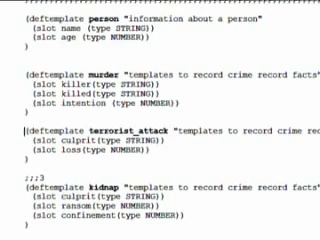 (deftemplate person "information about a person"
(slot name (type STRING))
(slot age (type NUMBER))
)
(deftemplate murder "templates to record crime record facts"
(slot killer(type STRING))
(slot killed(type STRING))
(slot intention (type NUMBER))
)
(deftemplate terrorist_attack "templates to record crime rec
(slot culprit(type STRING))
(slot loss(type NUMBER))
)
;;;3
(deftemplate kidnap "templates to record crime record facts"
(slot culprit(type STRING))
(slot ransom(type NUMBER))
(slot confinement(type NUMBER))
)